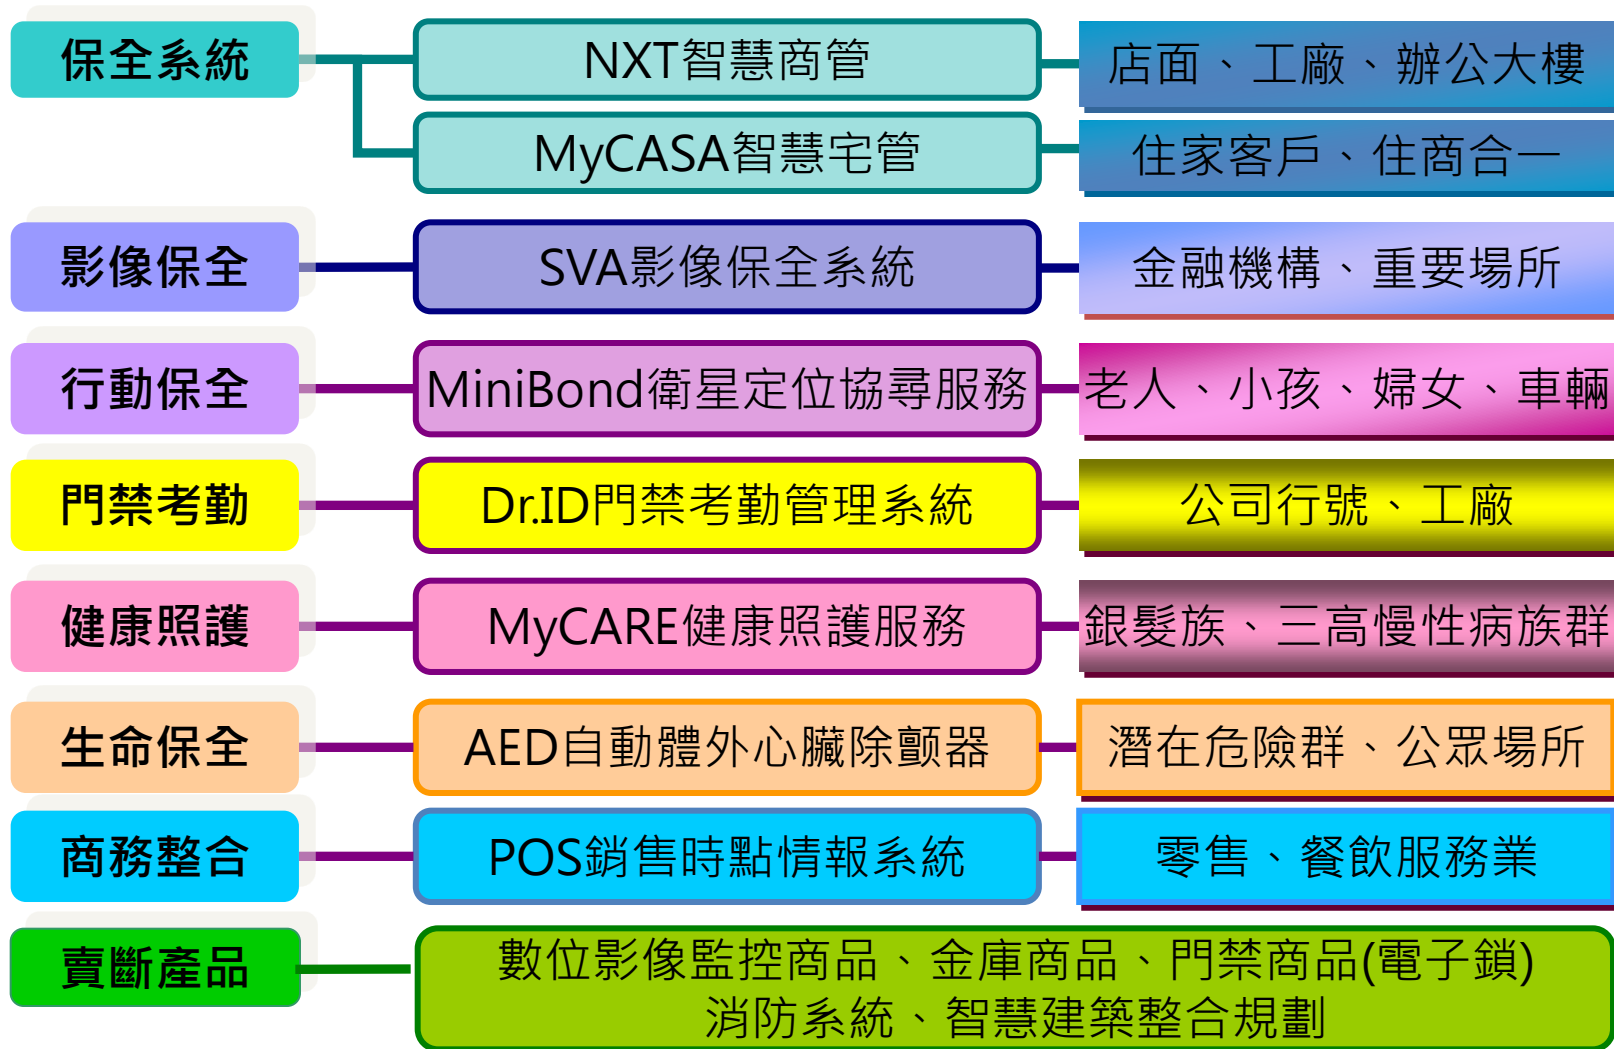 保全系統
NXT智慧商管
店面、工廠、辦公大樓
MyCASA智慧宅管
住家客戶、住商合一
影像保全
SVA影像保全系統
金融機構、重要場所
行動保全
MiniBond衛星定位協尋服務
老人、小孩、婦女、車輛
門禁考勤
Dr.ID門禁考勤管理系統
公司行號、工廠
健康照護
MyCARE健康照護服務
銀髮族、三高慢性病族群
生命保全
AED自動體外心臟除顫器
潛在危險群、公眾場所
商務整合
POS銷售時點情報系統
零售、餐飲服務業
賣斷產品
數位影像監控商品、金庫商品、門禁商品(電子鎖)
消防系統、智慧建築整合規劃